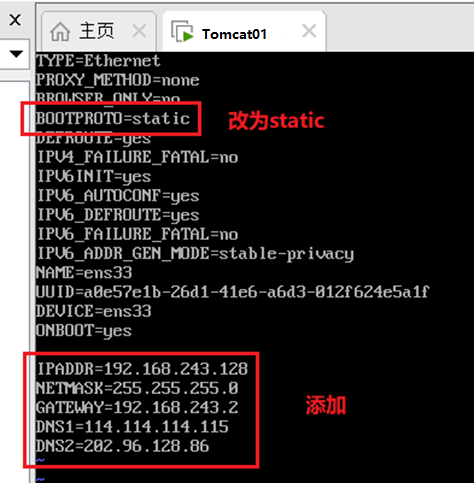 主页
Tomcat01
TYPE=Ethernet
PROXY_METHOD=none
BROWSER_ONLY=no
BOOTPROTO=static
改为static
DEFROUTE=yes
IPV4_FAILURE_FATAL=no
IPV6INIT=yes
IPV6_AUTOCONF=yes
IPV6_DEFROUTE=yes
IPV6_FAILURE_FATAL=no
IPV6_ADDR_GEN_MODE=stable-privacy
NAME=ens33
UUID=a0e57e1b-26d1-41e6-a6d3-012f624e5a1f
DEVICE=ens33
ONBOOT=yes
IPADDR=192.168.243.128
NETMASK=255.255.255.0
GATEWAY=192.168.243.2
添加
DNS1=114.114.114.115
DNS2=202.96.128.86
~
~